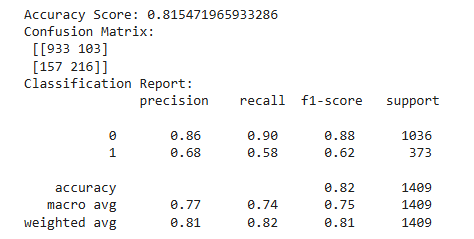 Accuracy Score: 0.815471965933286
Confusion Matrix:
[[933 103]
[157 216]]
Classification Report:
precision recall f1-score support
0 0.86 0.90 0.88 1036
1 0.68 0.58 0.62 373
accuracy 0.82 1409
macro avg 0.77 0.74 0.75 1409
weighted avg 0.81 0.82 0.81 1409